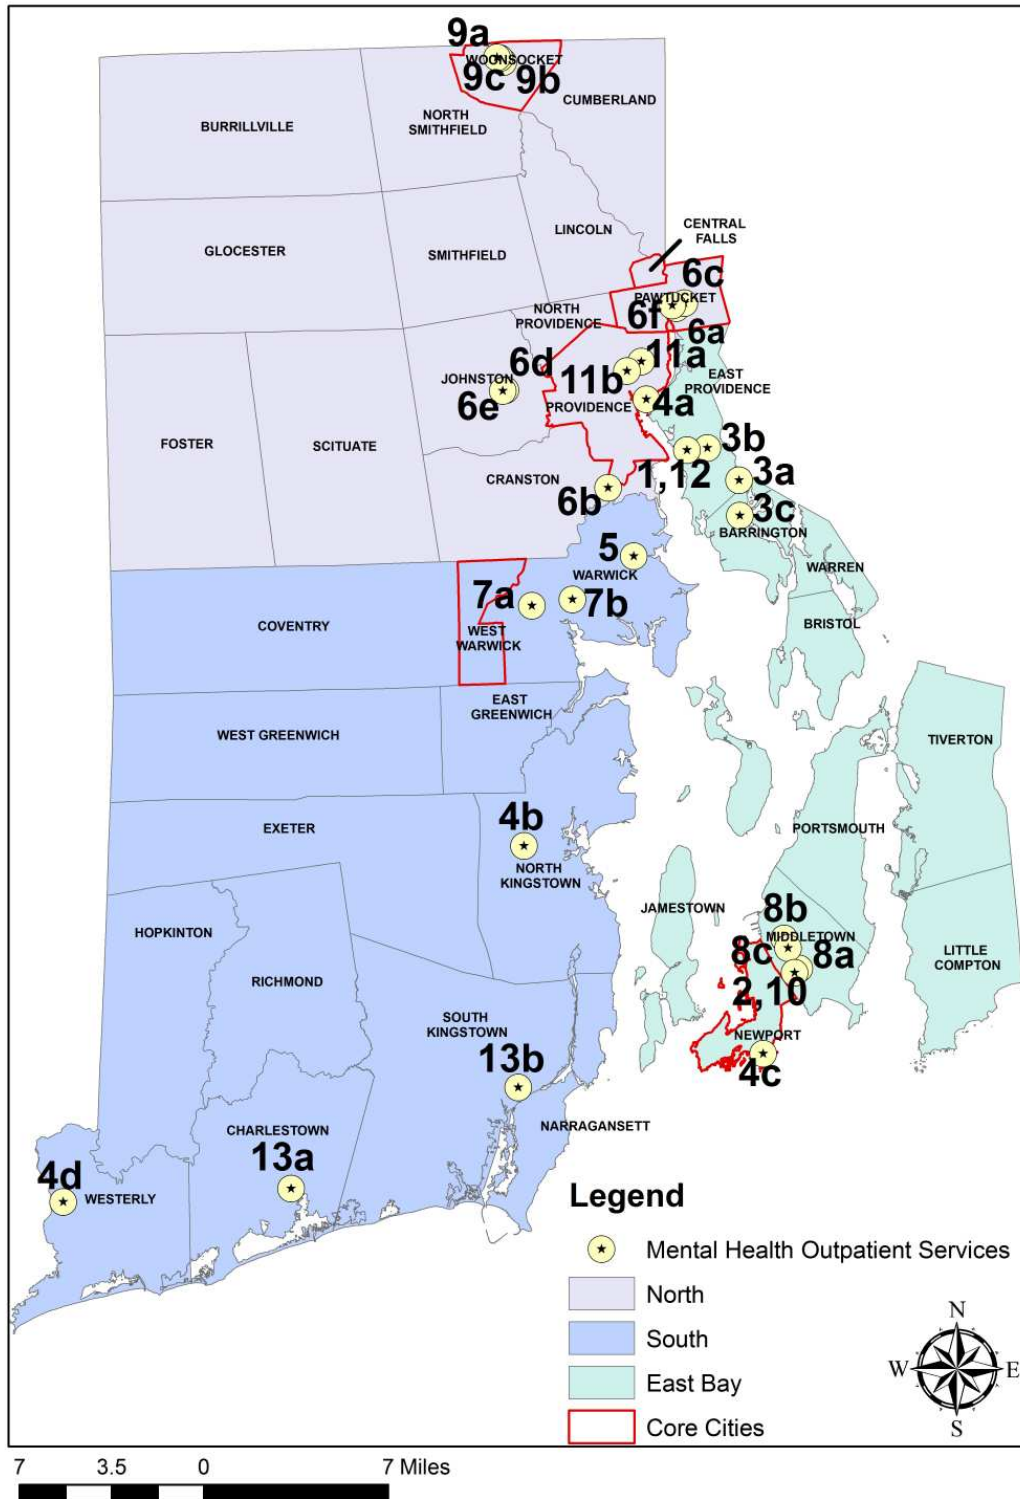 9a
WOONSOCKET
9c 9b
CUMBERLAND
BURRILLVILLE
NORTH
SMITHFIELD
LINCOLN
CENTRAL
FALLS
GLOCESTER
SMITHFIELD
6c
PAWTUCKET
6f
6a
NORTH
PROVIDENCE
11a
6d
JOHNSTON
6e
11b
EAST
PROVIDENCE
PROVIDENCE
4a
FOSTER
SCITUATE
3b
1,12
3a
CRANSTON
6b
3c
BARRINGTON
5
WARWICK
WARREN
7a
7b
COVENTRY
WEST
WARWICK
BRISTOL
EAST
GREENWICH
WEST GREENWICH
TIVERTON
EXETER
4b
PORTSMOUTH
NORTH
KINGSTOWN
JAMESTOWN
8b
HOPKINTON
MIDDLETOWN
8c 8a
LITTLE
COMPTON
RICHMOND
2,10
SOUTH
KINGSTOWN
NEWPORT
13b
4c
CHARLESTOWN
NARRAGANSETT
13a
4d
WESTERLY
Legend
Mental Health Outpatient Services
North
South
East Bay
Core Cities
N
W E
S
7 3.5 0 7 Miles